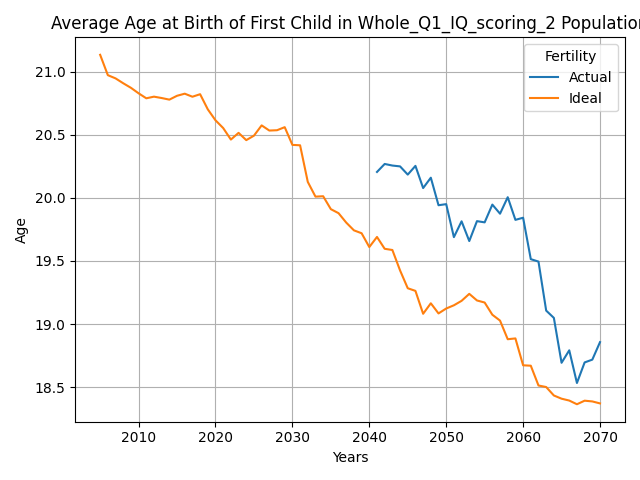 Average Age at Birth of First Child in Whole_Q1_IQ_scoring_2 Population
Fertility
Actual
Ideal
21.0
20.5
20.0
19.5
19.0
18.5
Age
2010 2020 2030 2040 2050 2060 2070
Years